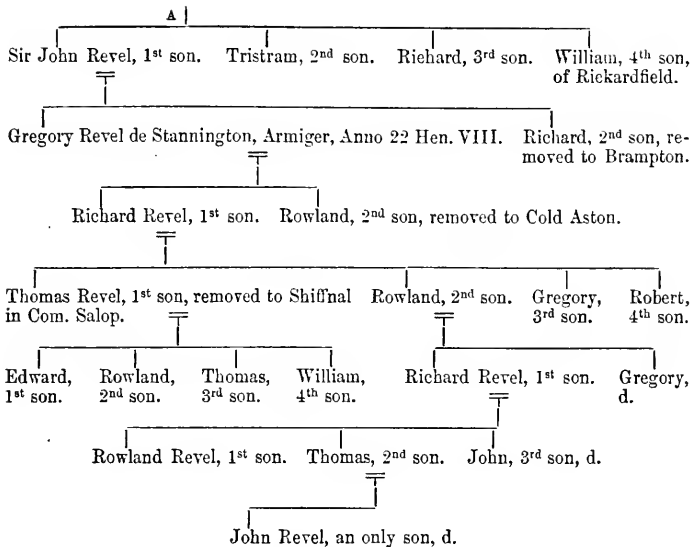 A
Sir John Revel, 1st son. Tristram, 2nd son. Richard, 3rd son. William, 4th son,
of Rickardfield.
Gregory Revel de Stannington, Armiger, Anno 22 Hen. VIII. Richard, 2nd son, re-
moved to Brampton.
Richard Revel, 1st son. Rowland, 2nd son, removed to Cold Aston.
Thomas Revel, 1st son, removed to Shiffnal
in Com. Salop.
Rowland, 2nd son. Gregory,
3rd son.
Robert,
4th son.
Edward,
1st son.
Rowland,
2nd son.
Thomas,
3rd son.
William,
4th son.
Richard Revel, 1st son. Gregory,
d.
Rowland Revel, 1st son. Thomas, 2nd son. John, 3rd son, d.
John Revel, an only son, d.